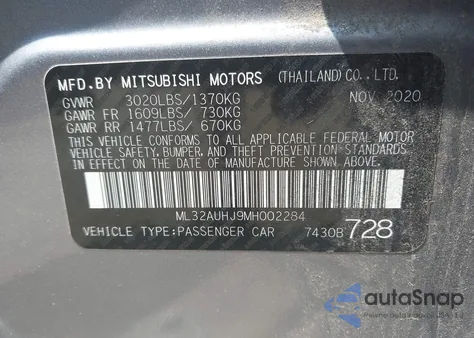 MFD.BY MITSUBISHI MOTORS (THAILAND) CO.,LTD.
GVWR 3020LBS/1370KG NOV 2020
GAWR FR 1609LBS/ 730KG
GAWR RR 1477LBS/ 670KG
THIS VEHICLE CONFORMS TO ALL APPLICABLE FEDERAL MOTOR
VEHICLE SAFETY, BUMPER, AND THEFT PREVENTION STANDARDS
IN EFFECT ON THE DATE OF MANUFACTURE SHOWN ABOVE.
ML32AUHJ9MH002284
VEHICLE TYPE:PASSENGER CAR 7430B 728
autoSnap